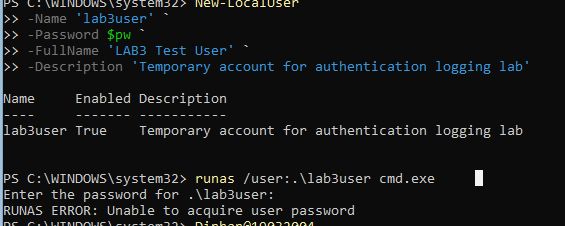 PS C:\WINDOWS\system32> New-LocalUser `
>> -Name 'lab3user' `
>> -Password $pw `
>> -FullName 'LAB3 Test User' `
>> -Description 'Temporary account for authentication logging lab'
Name Enabled Description
---- ------- -----------
lab3user True Temporary account for authentication logging lab
PS C:\WINDOWS\system32> runas /user:.\lab3user cmd.exe
Enter the password for .\lab3user:
RUNAS ERROR: Unable to acquire user password
PS C:\WINDOWS\system32>